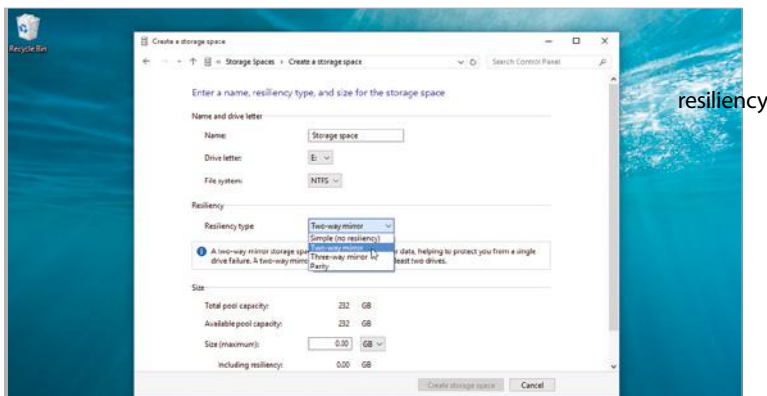 Recycle Bin
Create a storage space
« Storage Spaces › Create a storage space
Search Control Panel
Enter a name, resiliency type, and size for the storage space
resiliency
Name and drive letter
Name: Storage space
Drive letter: E:
File system: NTFS
Resiliency
Resiliency type Two-way mirror
Simple (no resiliency)
Two-way mirror
Three-way mirror
Parity
A two-way mirror storage spa r data, helping to protect you from a single
drive failure. A two-way mirro least two drives.
Size
Total pool capacity: 232 GB
Available pool capacity: 232 GB
Size (maximum): 0.00 GB
Including resiliency: 0.00 GB
Create storage space Cancel